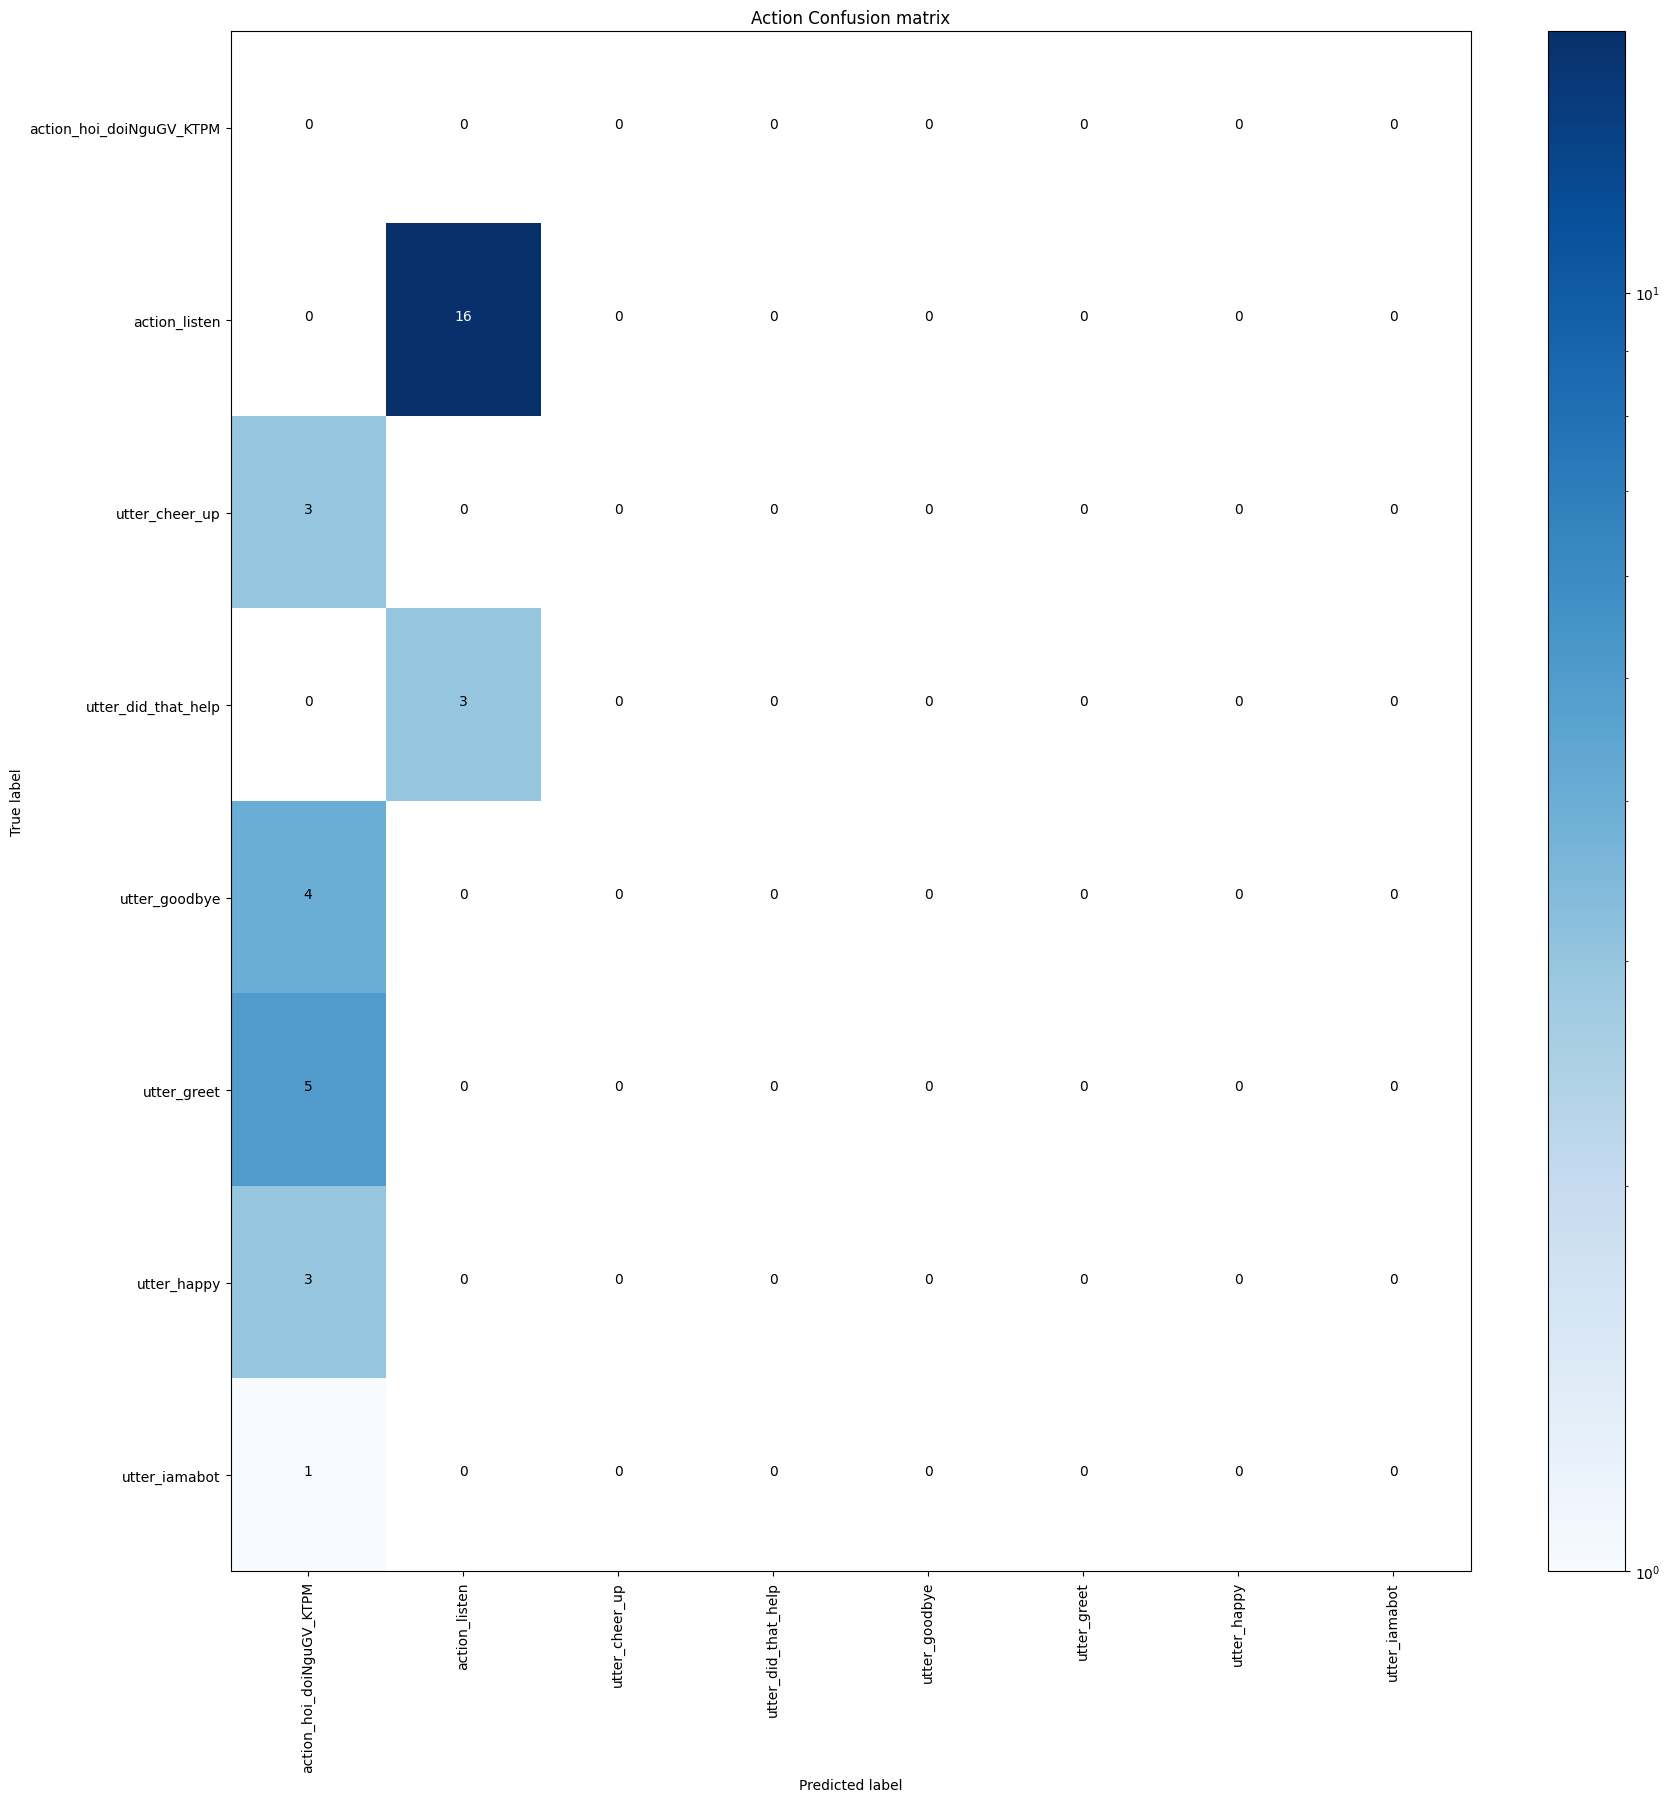 Action Confusion matrix
action_hoi_doiNguGV_KTPM 0 0 0 0 0 0 0 0
action_listen 0 16 0 0 0 0 0 0
utter_cheer_up 3 0 0 0 0 0 0 0
utter_did_that_help 0 3 0 0 0 0 0 0
utter_goodbye 4 0 0 0 0 0 0 0
utter_greet 5 0 0 0 0 0 0 0
utter_happy 3 0 0 0 0 0 0 0
utter_iamabot 1 0 0 0 0 0 0 0
True label
action_hoi_doiNguGV_KTPM
action_listen
utter_cheer_up
utter_did_that_help
utter_goodbye
utter_greet
utter_happy
utter_iamabot
Predicted label
10¹
10⁰